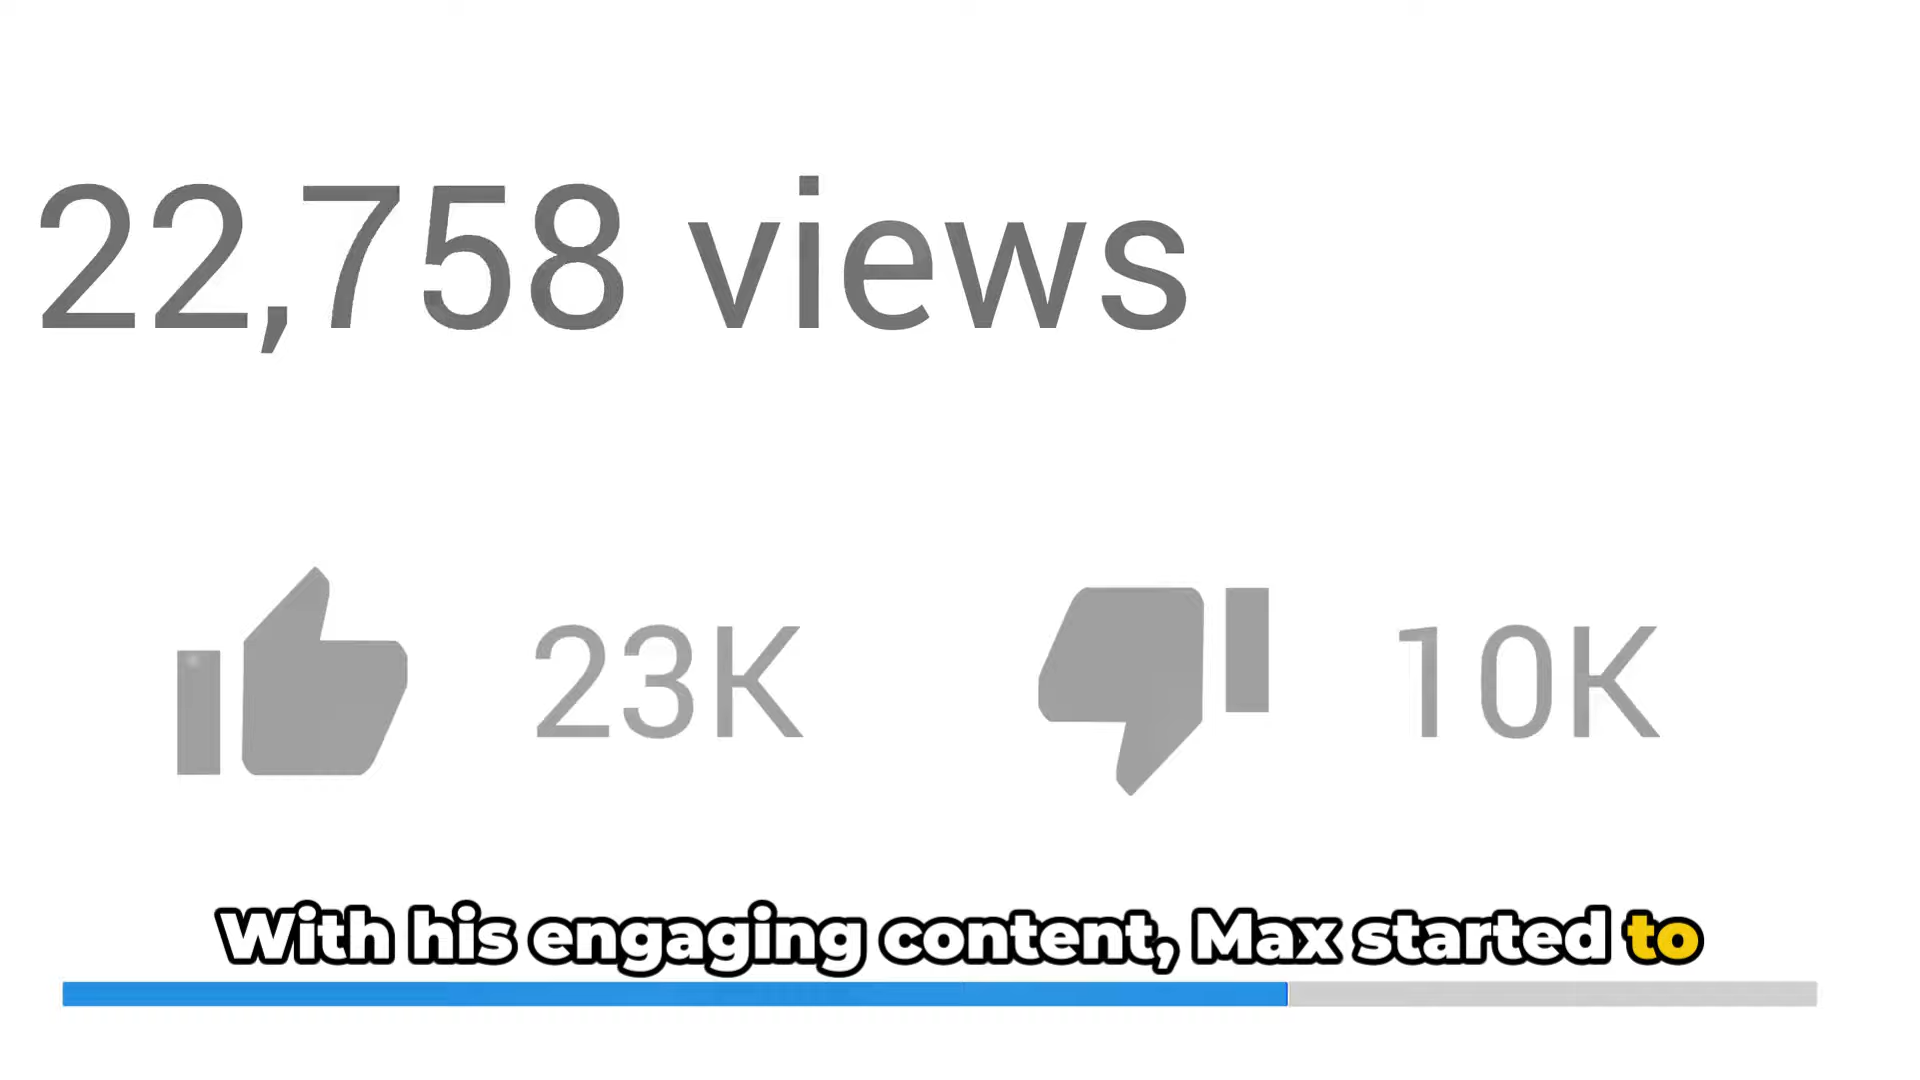 22,758 views
23K 10K
With his engaging content, Max started to